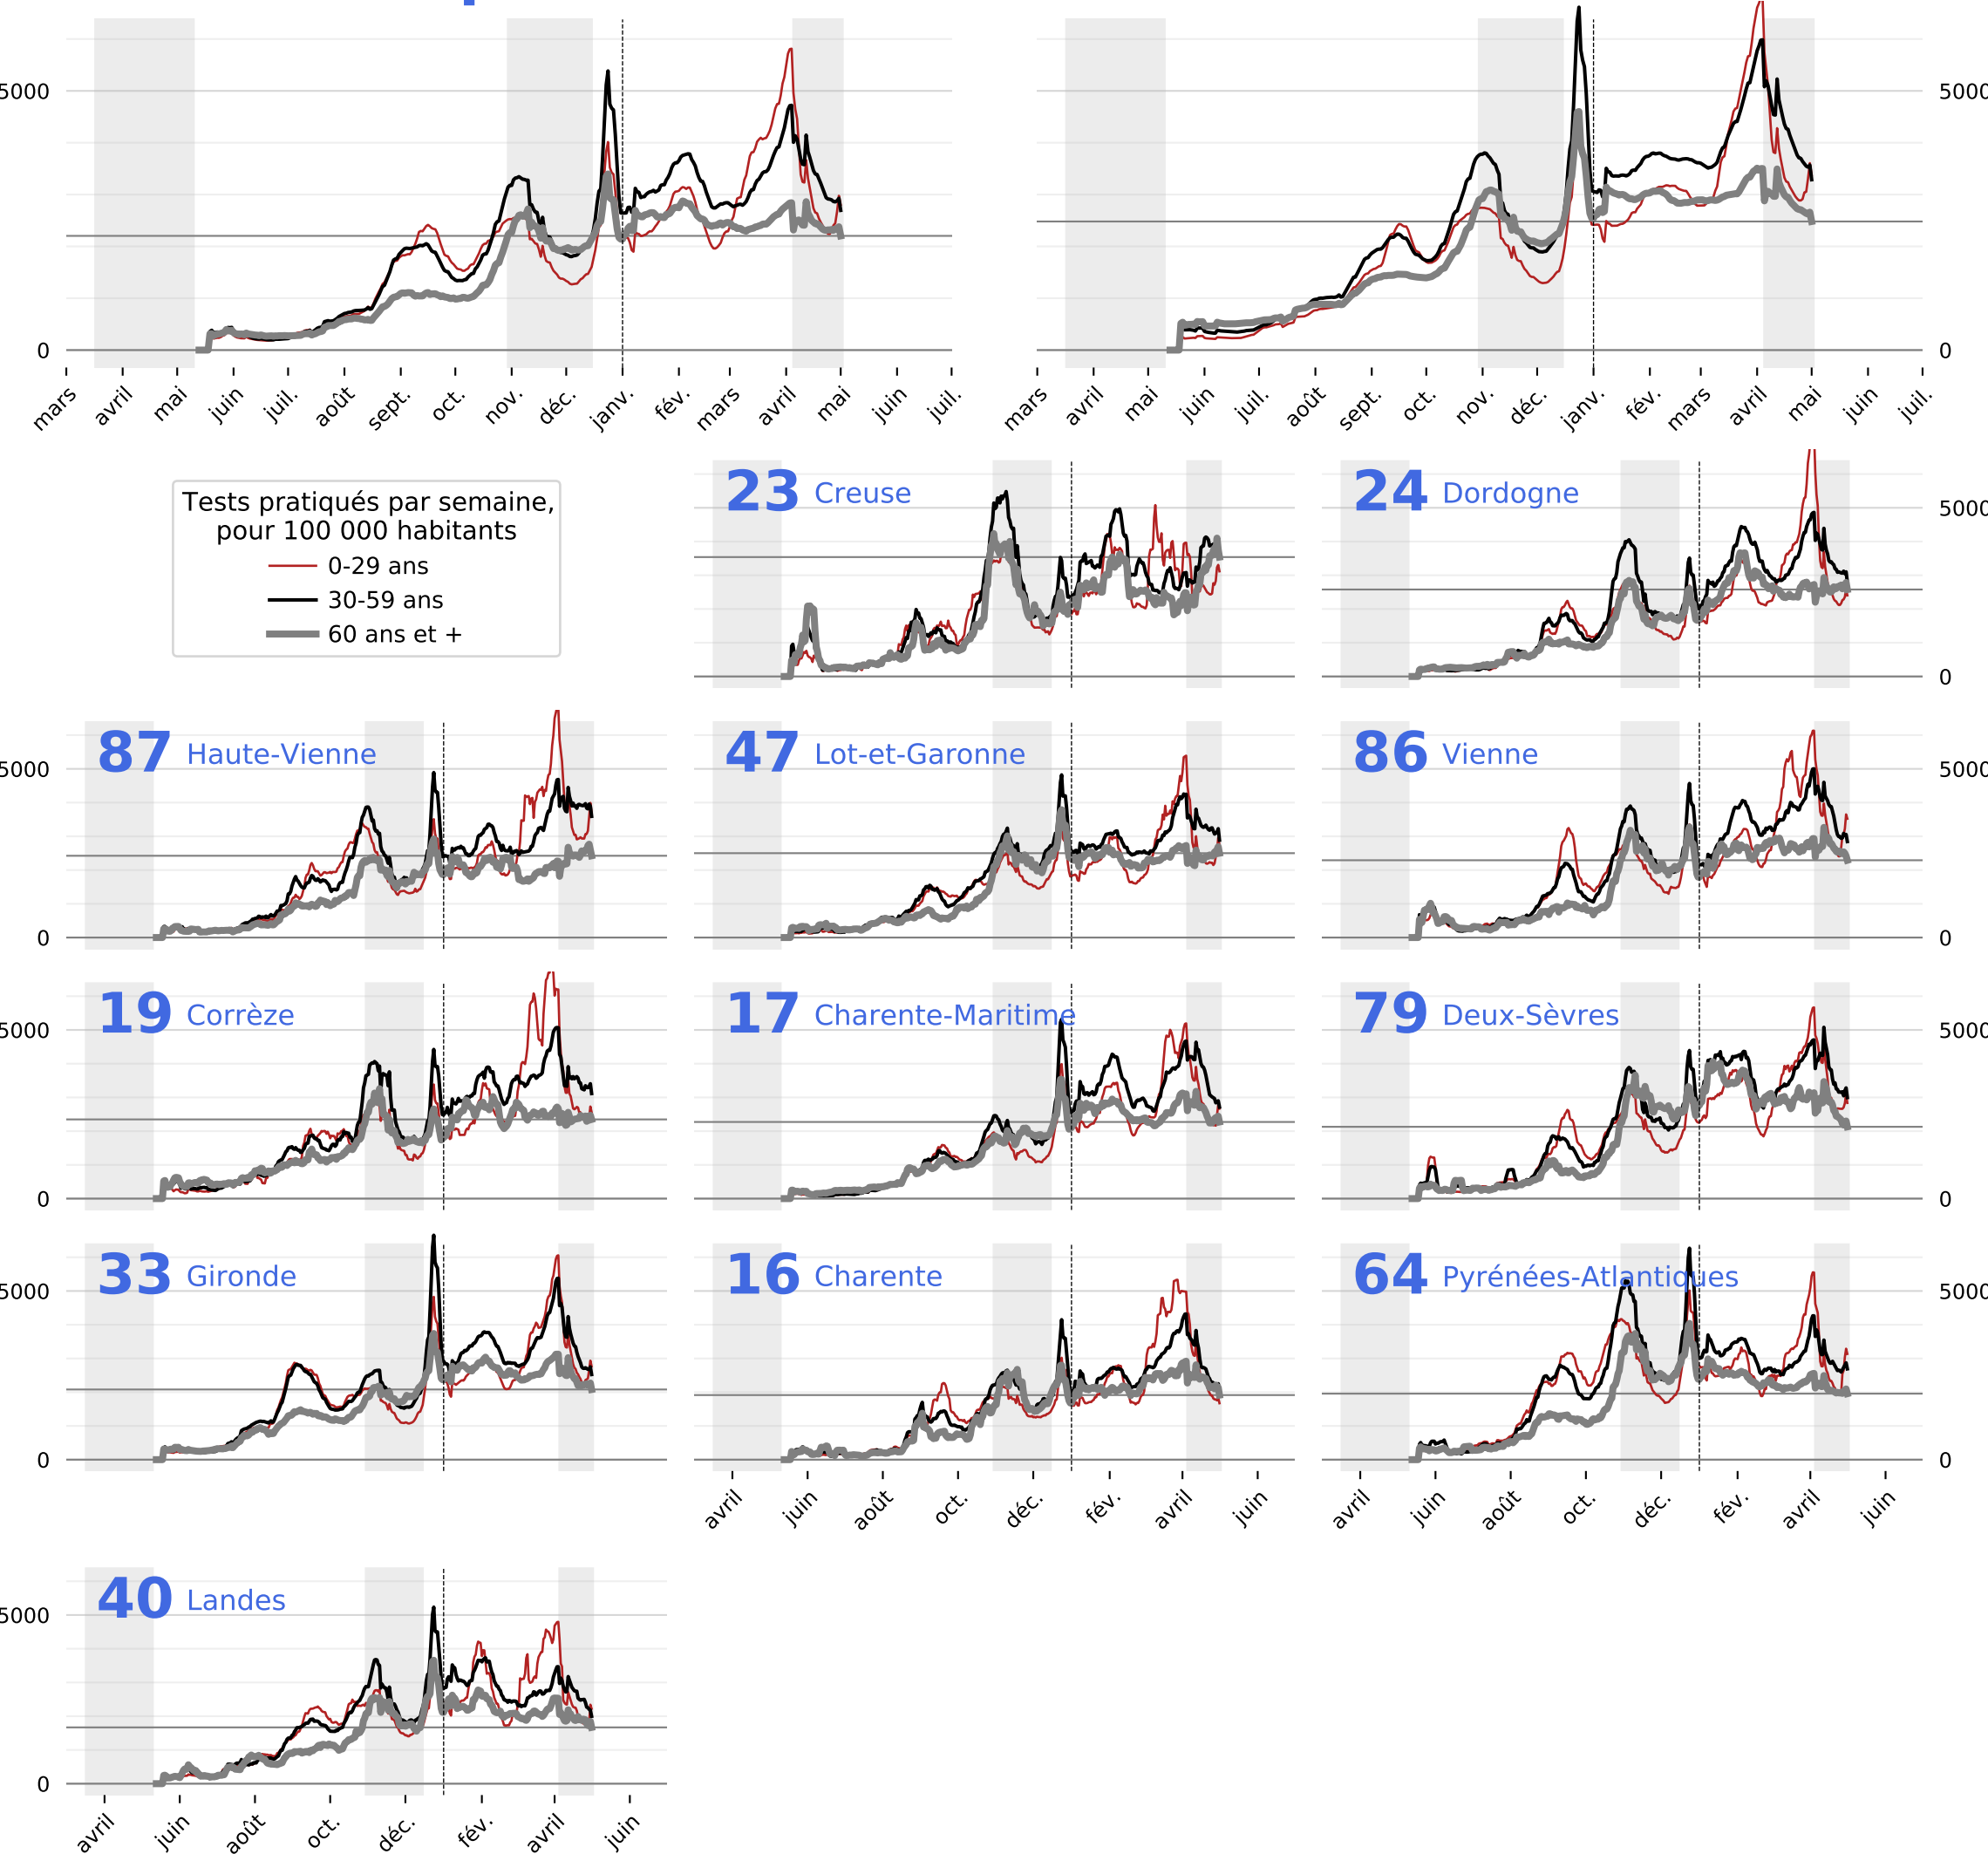 5000
5000
0
0
mars avril mai juin juil. août sept. oct. nov. déc. janv. fév. mars avril mai juin juil.
mars avril mai juin juil. août sept. oct. nov. déc. janv. fév. mars avril mai juin juil.
Tests pratiqués par semaine,
pour 100 000 habitants
0-29 ans
30-59 ans
60 ans et +
23 Creuse
24 Dordogne
5000
0
87 Haute-Vienne
47 Lot-et-Garonne
86 Vienne
5000
5000
0
0
19 Corrèze
17 Charente-Maritime
79 Deux-Sèvres
5000
5000
0
0
33 Gironde
16 Charente
64 Pyrénées-Atlantiques
5000
5000
0
0
avril juin août oct. déc. fév. avril juin
avril juin août oct. déc. fév. avril juin
40 Landes
5000
0
avril juin août oct. déc. fév. avril juin